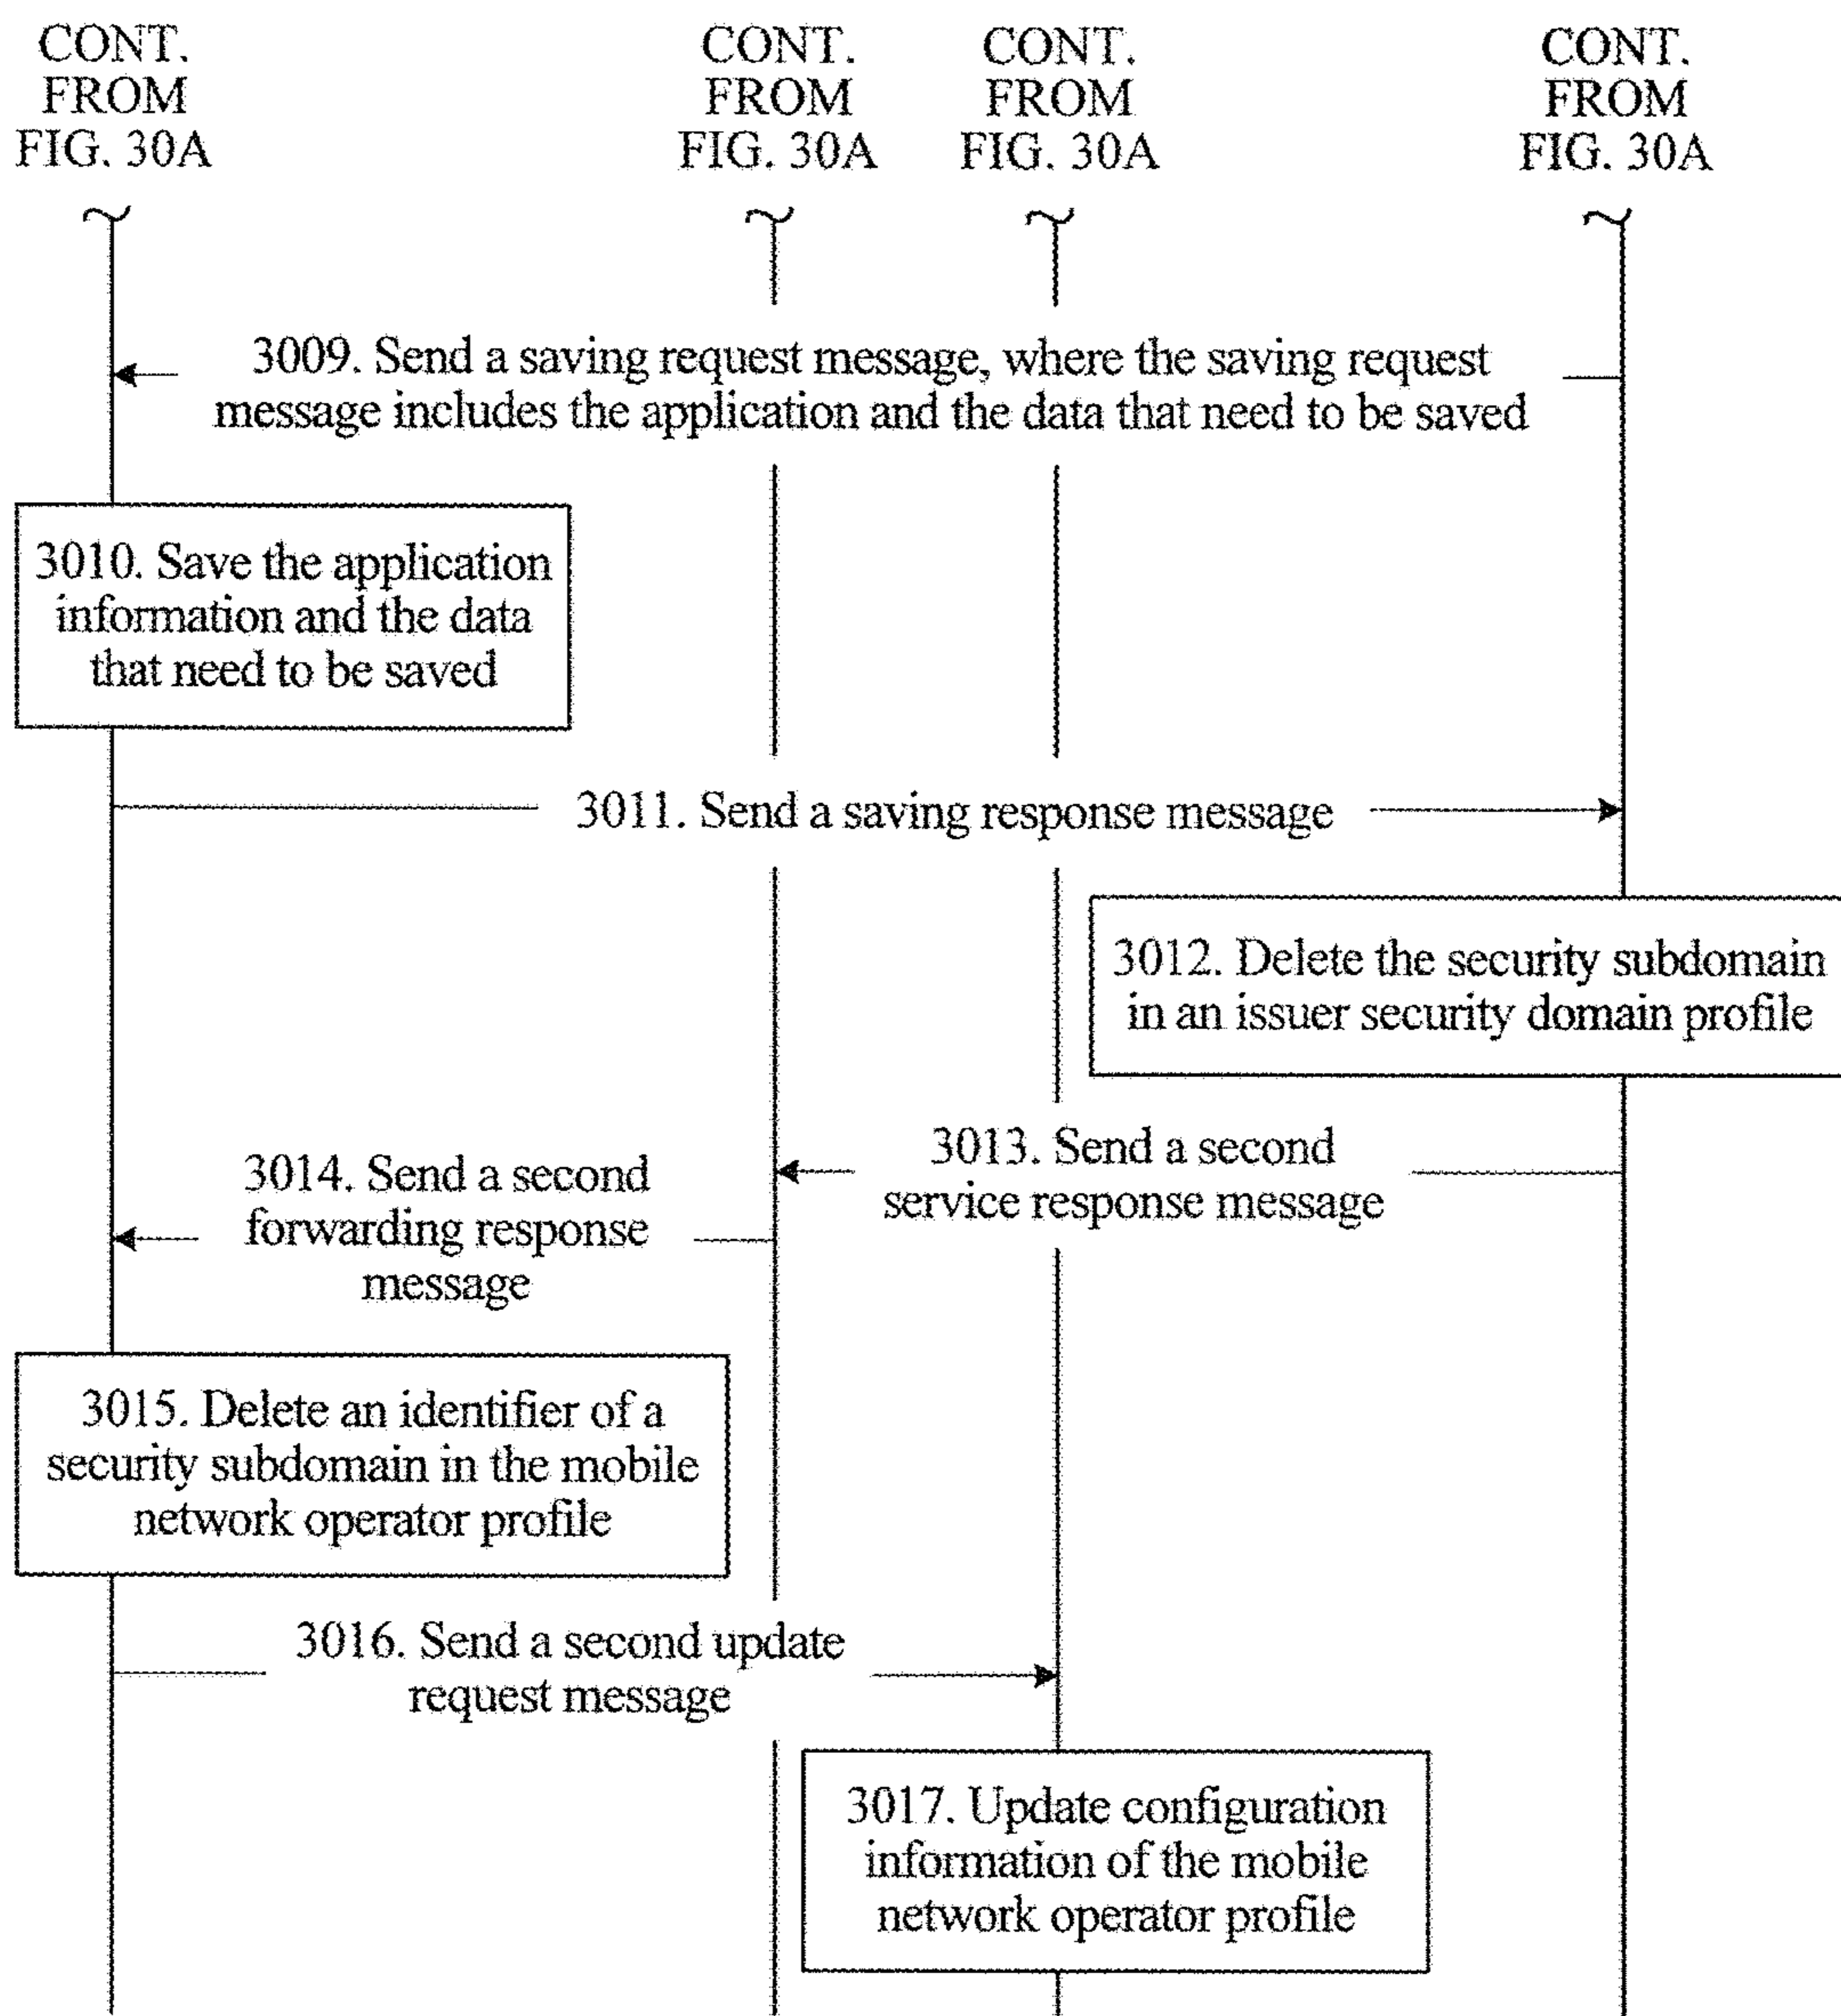 CONT.
FROM
FIG. 30A
CONT.
FROM
FIG. 30A
CONT.
FROM
FIG. 30A
CONT.
FROM
FIG. 30A
3009. Send a saving request message, where the saving request
message includes the application and the data that need to be saved
3010. Save the application
information and the data
that need to be saved
3011. Send a saving response message
3012. Delete the security subdomain
in an issuer security domain profile
3013. Send a second
service response message
3014. Send a second
forwarding response
message
3015. Delete an identifier of a
security subdomain in the mobile
network operator profile
3016. Send a second update
request message
3017. Update configuration
information of the mobile
network operator profile